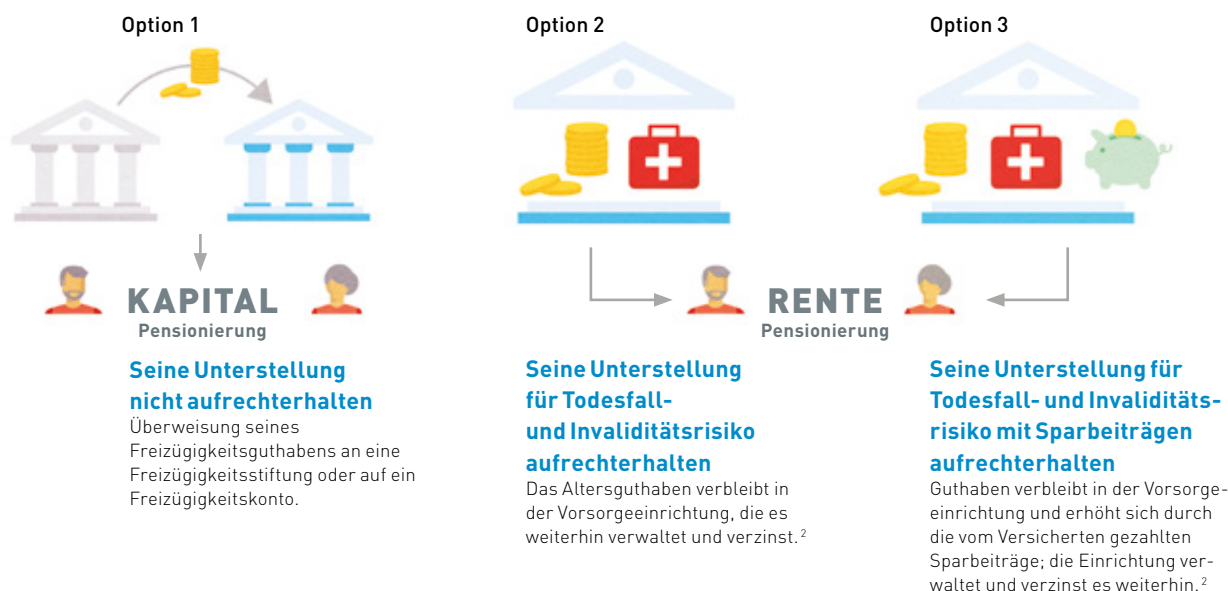 Option 1
KAPITAL
Pensionierung
Seine Unterstellung
nicht aufrechterhalten
Überweisung seines
Freizügigkeitsguthabens an eine
Freizügigkeitsstiftung oder auf ein
Freizügigkeitskonto.
Option 2
RENTE
Pensionierung
Seine Unterstellung
für Todesfall-
und Invaliditätsrisiko
aufrechterhalten
Das Altersguthaben verbleibt in
der Vorsorgeeinrichtung, die es
weiterhin verwaltet und verzinst.²
Option 3
Seine Unterstellung für
Todesfall- und Invaliditäts-
risiko mit Sparbeiträgen
aufrechterhalten
Guthaben verbleibt in der Vorsorge-
einrichtung und erhöht sich durch
die vom Versicherten gezahlten
Sparbeiträge; die Einrichtung ver-
waltet und verzinst es weiterhin.²